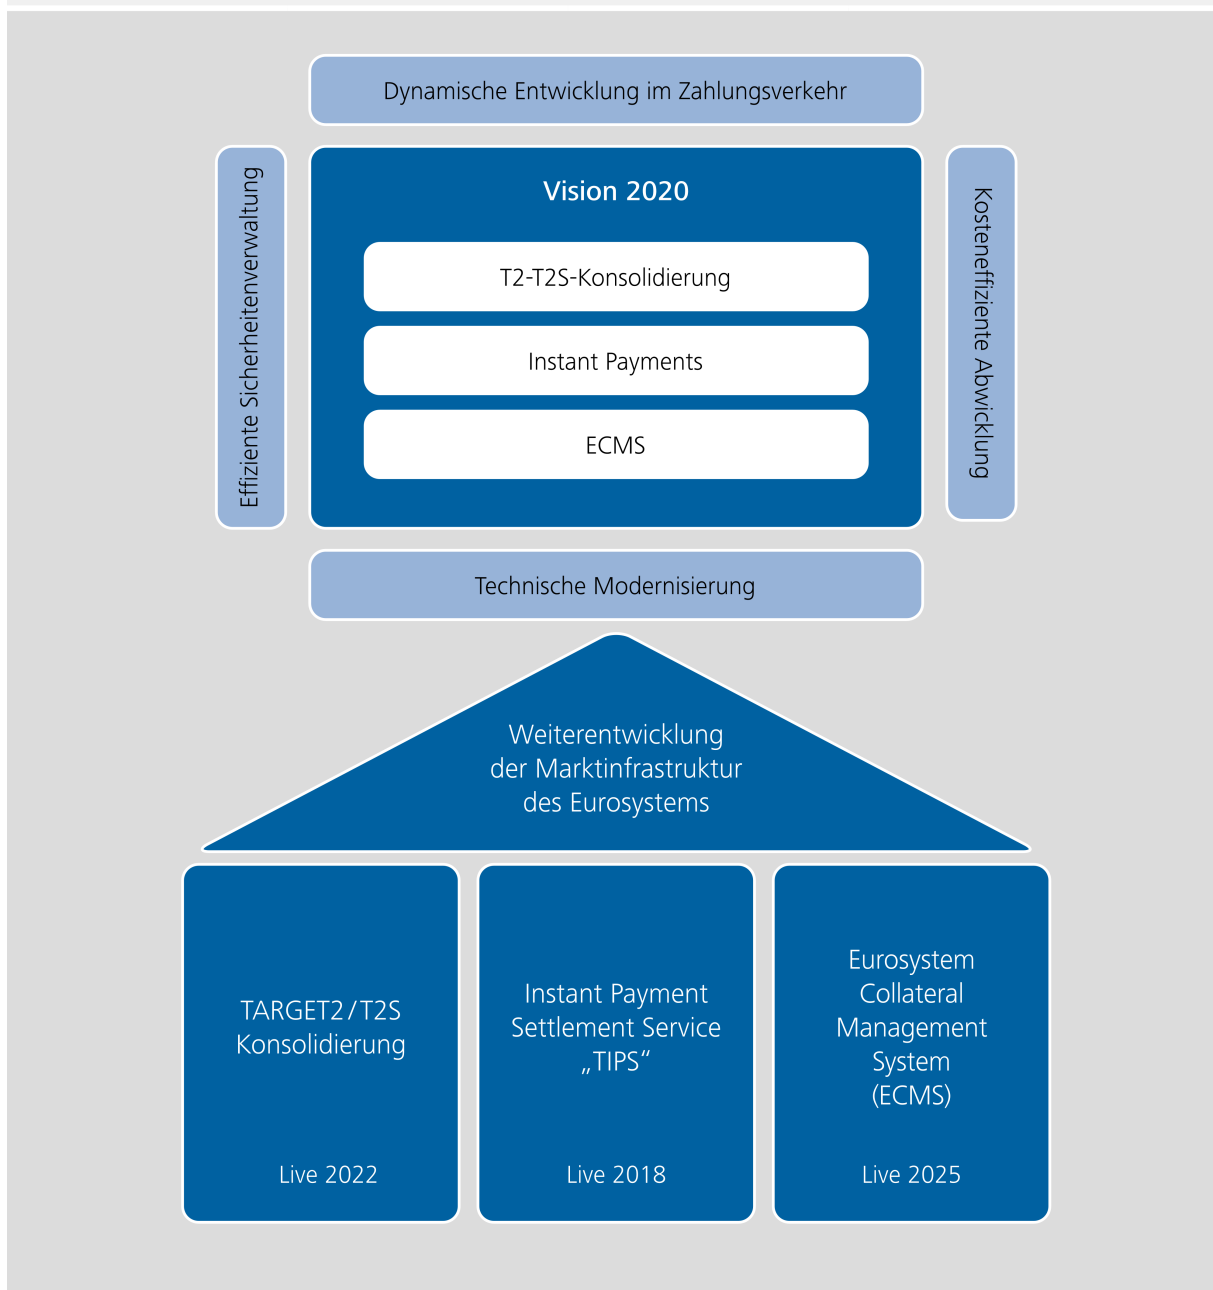 Dynamische Entwicklung im Zahlungsverkehr
Effiziente Sicherheitenverwaltung
Vision 2020
T2-T2S-Konsolidierung
Instant Payments
ECMS
Kosteneffiziente Abwicklung
Technische Modernisierung
Weiterentwicklung
der Marktinfrastruktur
des Eurosystems
TARGET2/T2S
Konsolidierung
Live 2022
Instant Payment
Settlement Service
„TIPS“
Live 2018
Eurosystem
Collateral
Management
System
(ECMS)
Live 2025